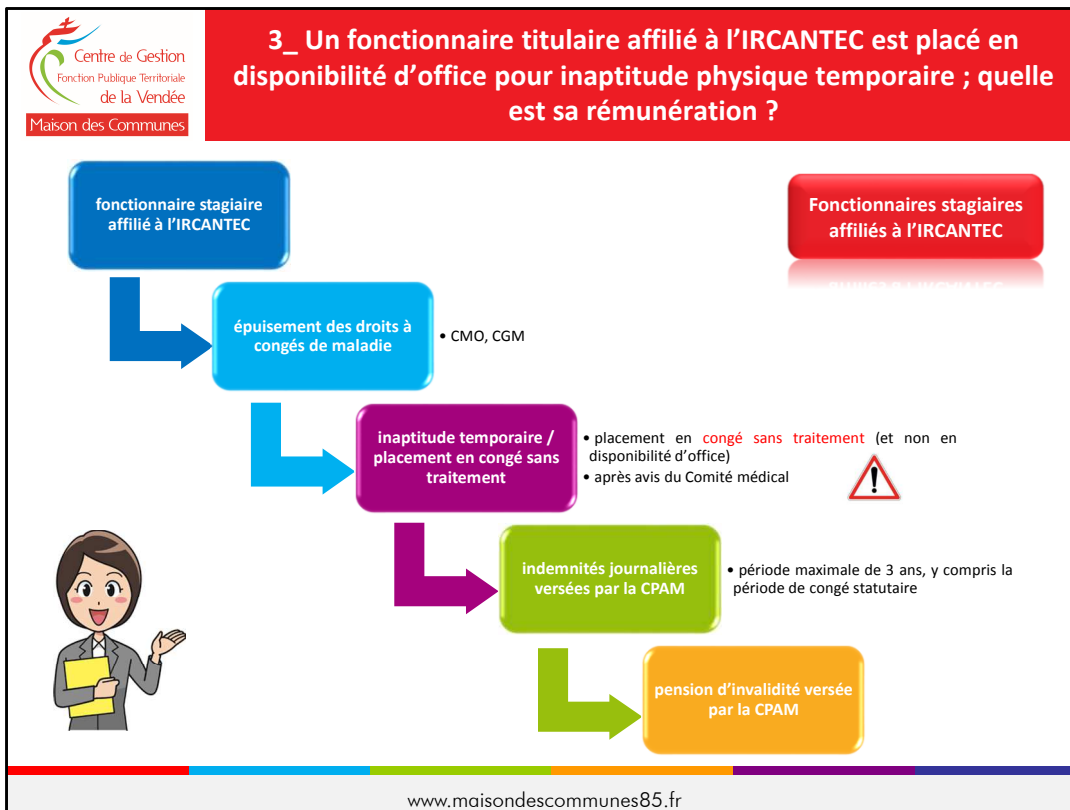 Centre de Gestion
Fonction Publique Territoriale
de la Vendée
Maison des Communes
3_ Un fonctionnaire titulaire affilié à l’IRCANTEC est placé en
disponibilité d’office pour inaptitude physique temporaire ; quelle
est sa rémunération ?
fonctionnaire stagiaire
affilié à l’IRCANTEC
Fonctionnaires stagiaires
affiliés à l’IRCANTEC
épuisement des droits à
congés de maladie
• CMO, CGM
inaptitude temporaire /
placement en congé sans
traitement
• placement en congé sans traitement (et non en
disponibilité d’office)
• après avis du Comité médical
indemnités journalières
versées par la CPAM
• période maximale de 3 ans, y compris la
période de congé statutaire
pension d’invalidité versée
par la CPAM
www.maisondescommunes85.fr